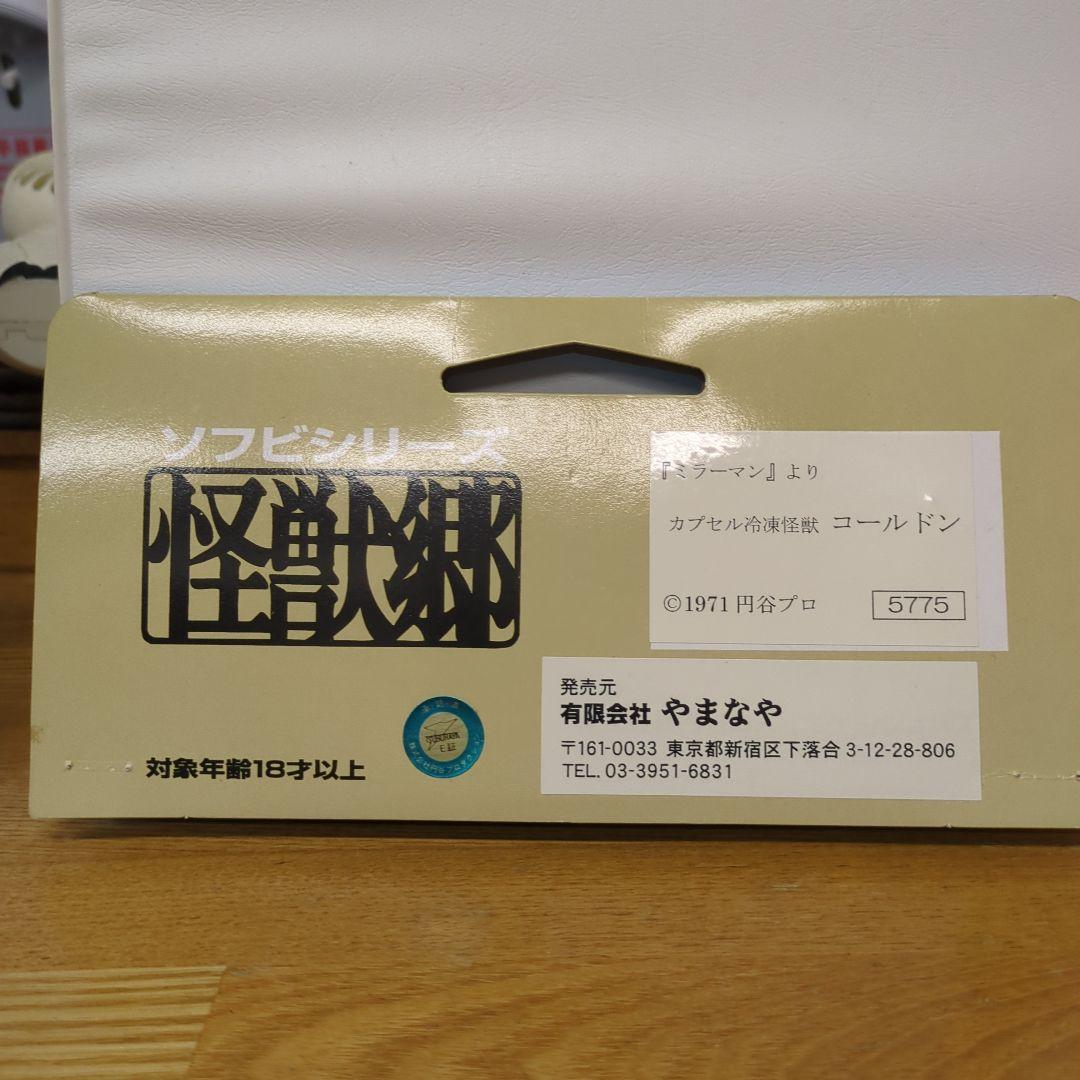 ソフビシリーズ
怪獣郷
『ミラーマン』より
カプセル冷凍怪獣 コールドン
©1971 円谷プロ
5775
発売元
有限会社 やまなや
〒161-0033 東京都新宿区下落合 3-12-28-806
TEL. 03-3951-6831
対象年齢18才以上